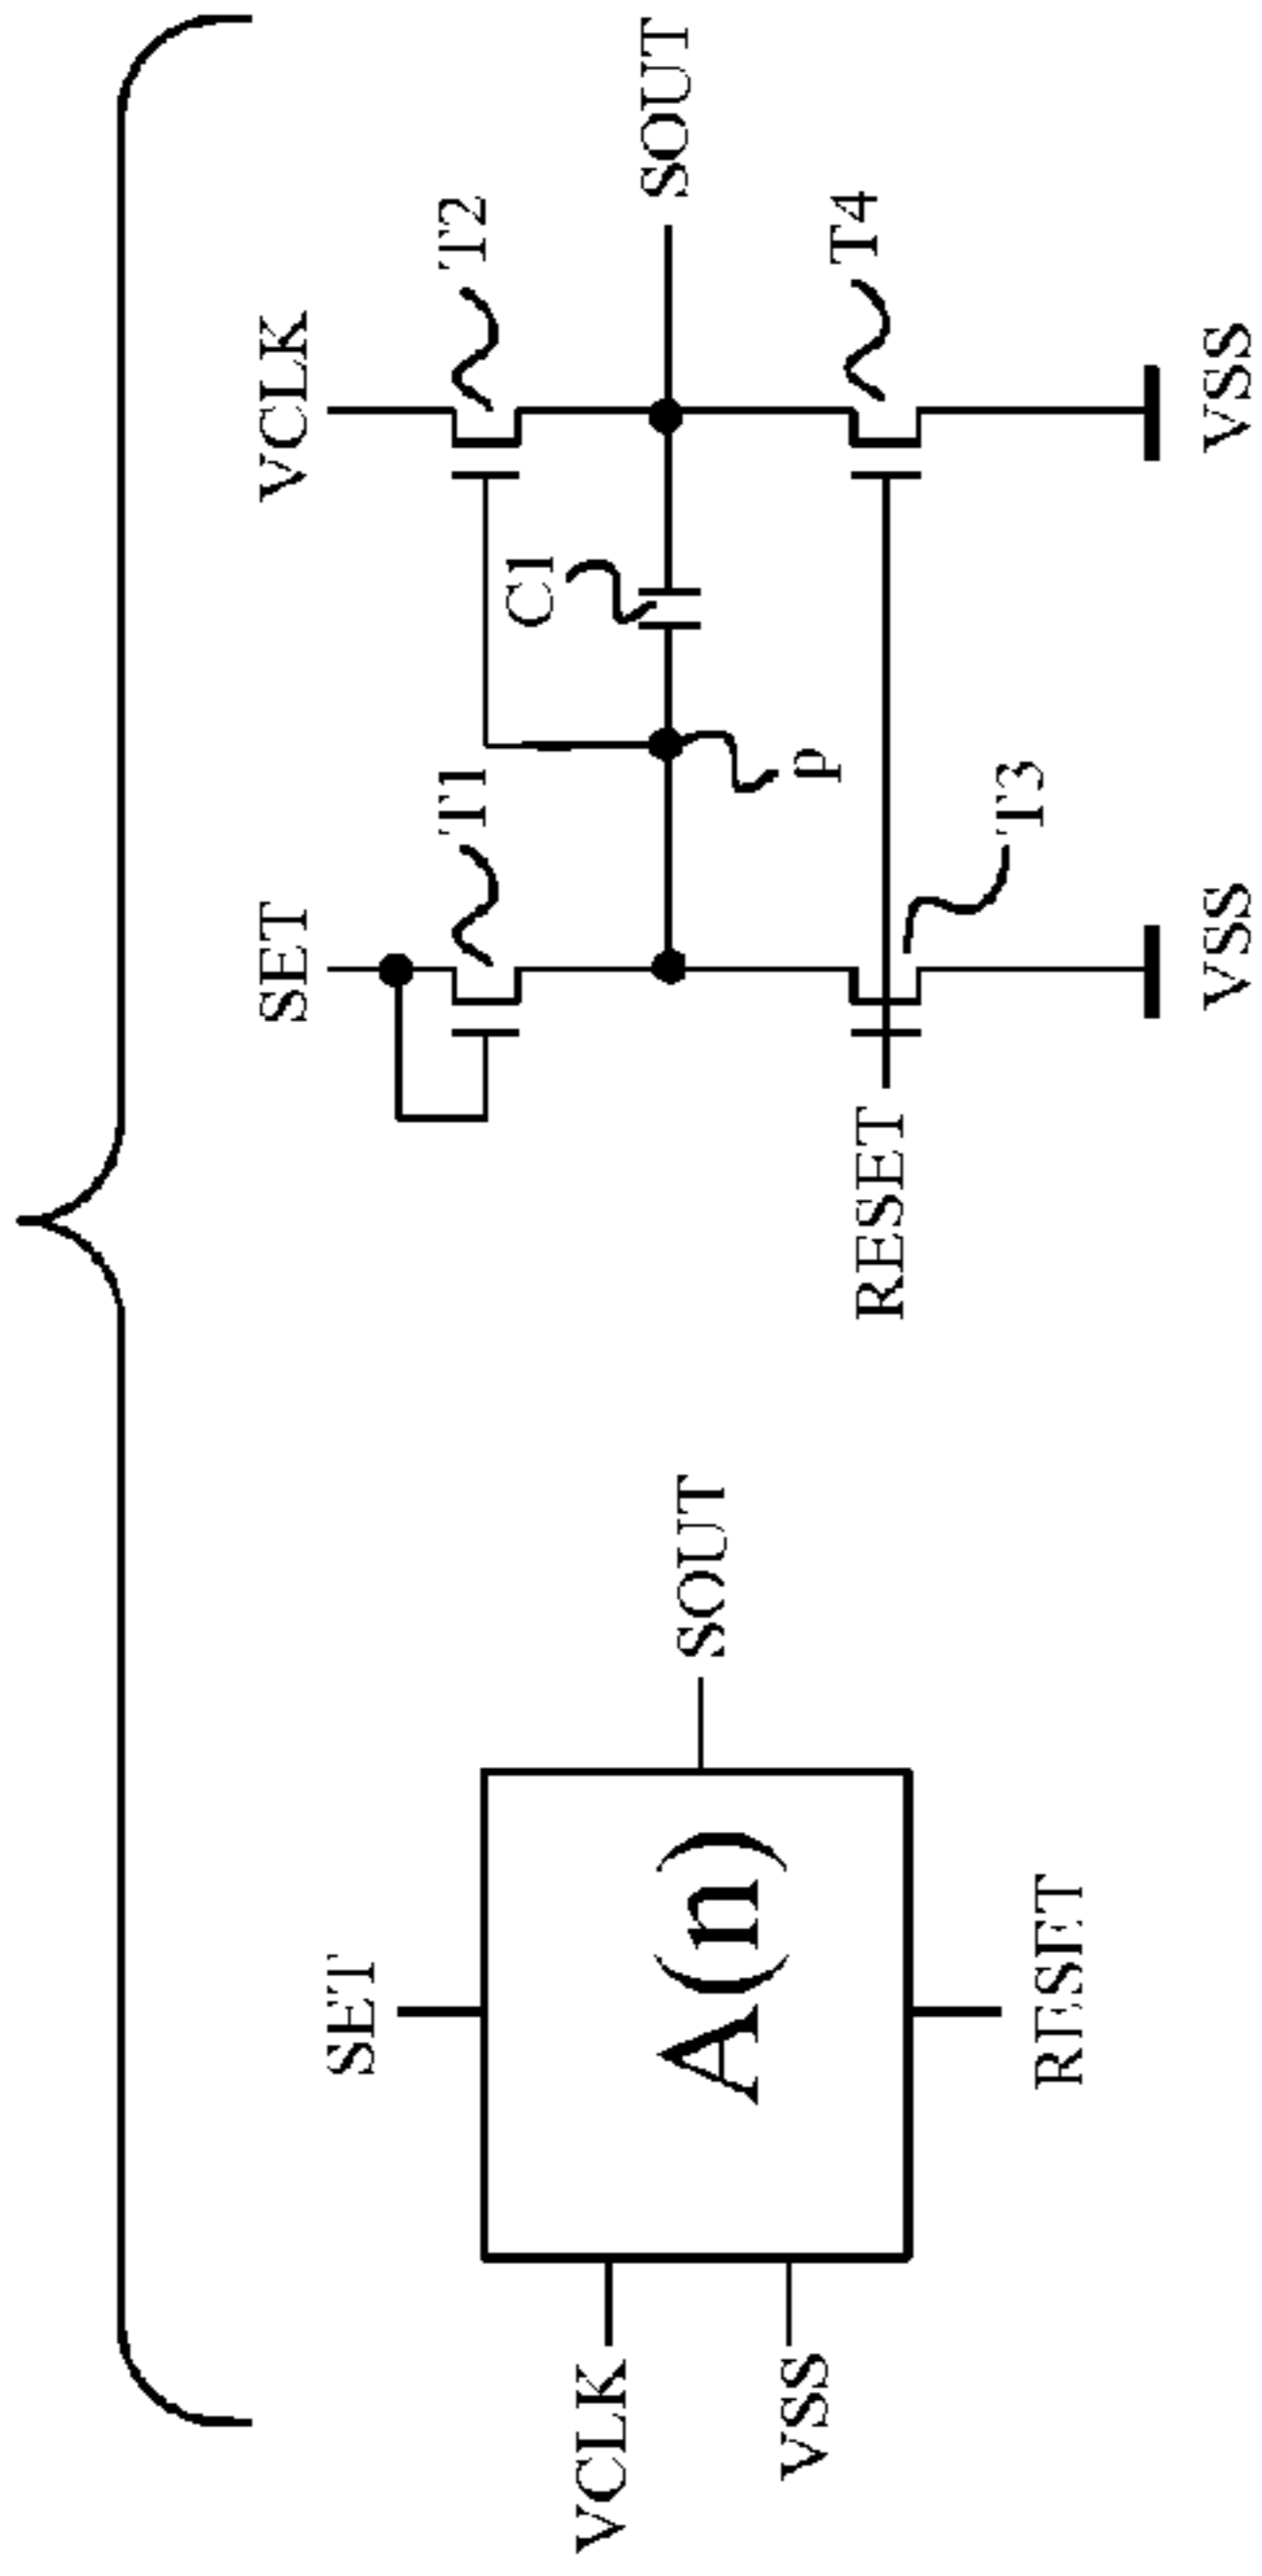 SET
VCLK
VSS
A(n)
SOUT
RESET
SET
VCLK
T1
T2
C1
SOUT
p
RESET
T3
T4
VSS
VSS